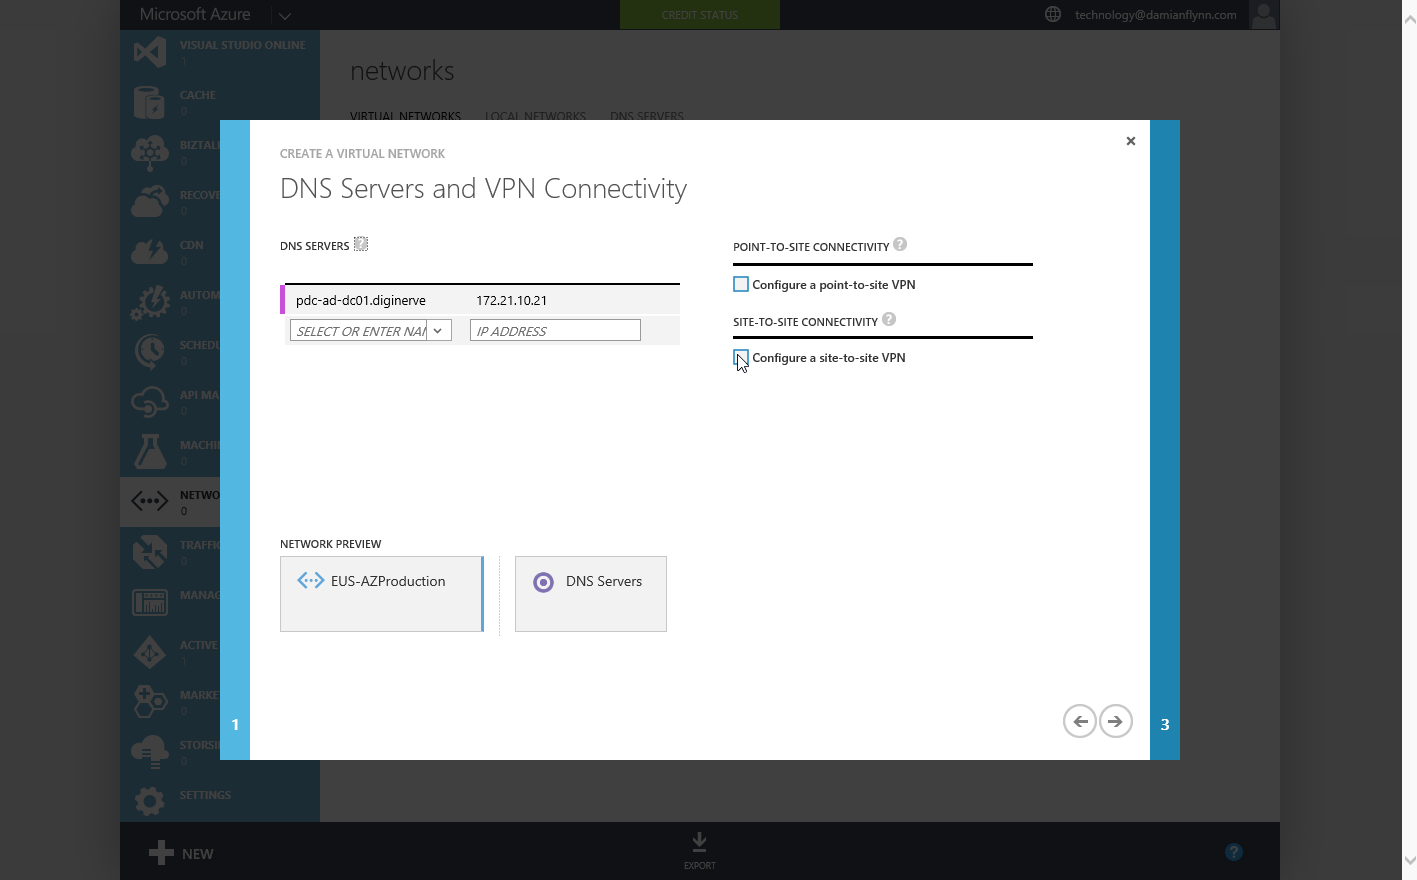 Microsoft Azure
CREDIT STATUS
technology@damianflynn.com
VISUAL STUDIO ONLINE
1
CACHE
0
BIZTAL
0
RECOVE
0
CDN
0
AUTOM
0
SCHEDU
0
API MA
0
MACHI
0
NETWO
0
TRAFFI
0
MANAG
0
ACTIVE
1
MARKE
0
STORSI
0
SETTINGS
networks
VIRTUAL NETWORKS LOCAL NETWORKS DNS SERVERS
CREATE A VIRTUAL NETWORK
DNS Servers and VPN Connectivity
DNS SERVERS ?
pdc-ad-dc01.diginerve 172.21.10.21
SELECT OR ENTER NA IP ADDRESS
POINT-TO-SITE CONNECTIVITY ?
Configure a point-to-site VPN
SITE-TO-SITE CONNECTIVITY ?
Configure a site-to-site VPN
NETWORK PREVIEW
EUS-AZProduction DNS Servers
1
3
NEW
EXPORT
?